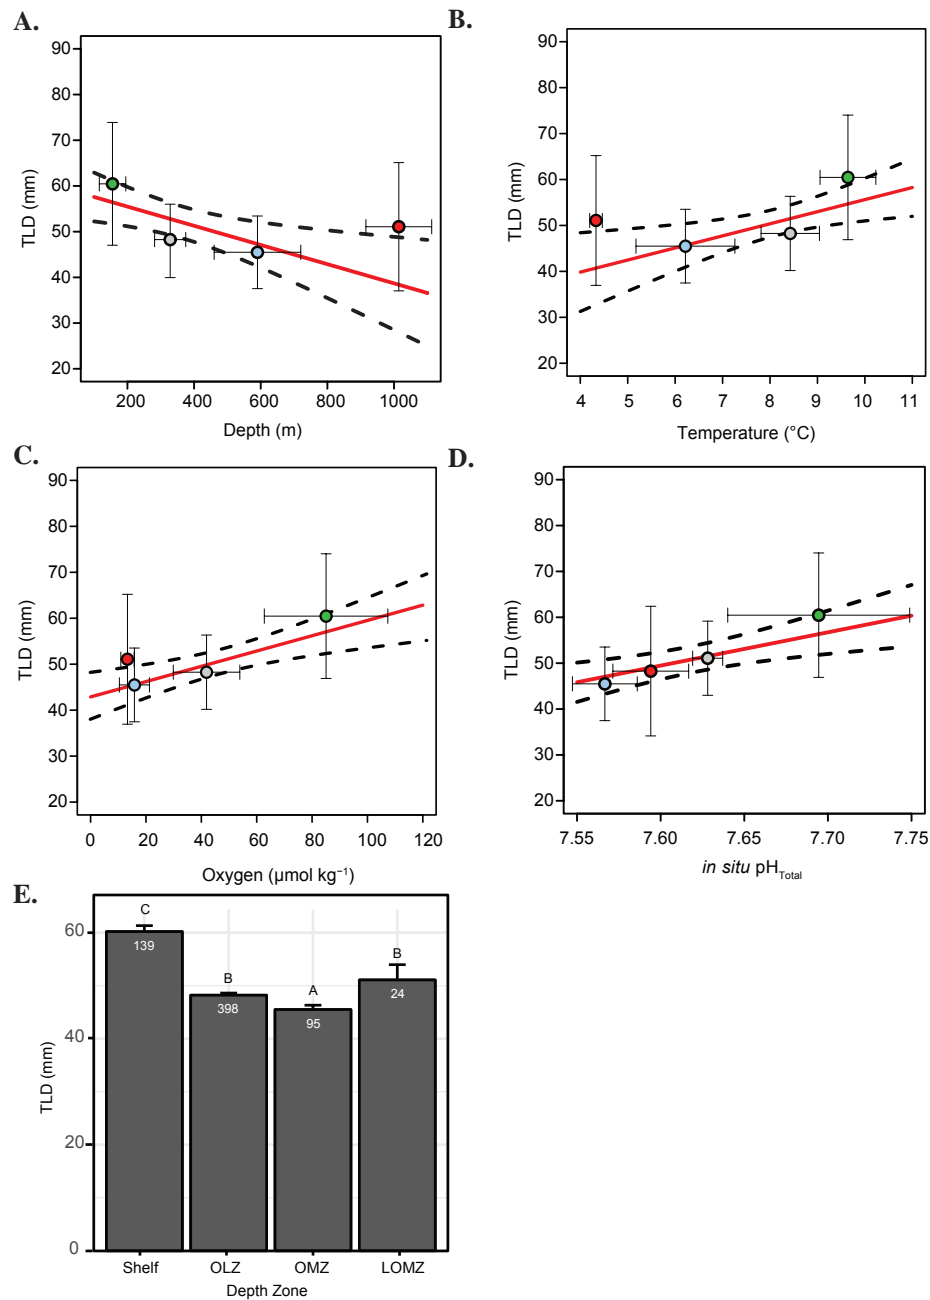 A.
90
80
70
60
50
40
30
20
TLD (mm)
200 400 600 800 1000
Depth (m)
B.
90
80
70
60
50
40
30
20
TLD (mm)
4 5 6 7 8 9 10 11
Temperature (°C)
C.
90
80
70
60
50
40
30
20
TLD (mm)
0 20 40 60 80 100 120
Oxygen (µmol kg⁻¹)
D.
90
80
70
60
50
40
30
20
TLD (mm)
7.55 7.60 7.65 7.70 7.75
in situ pHTotal
E.
60
40
20
0
TLD (mm)
C
139
B
398
A
95
B
24
Shelf OLZ OMZ LOMZ
Depth Zone